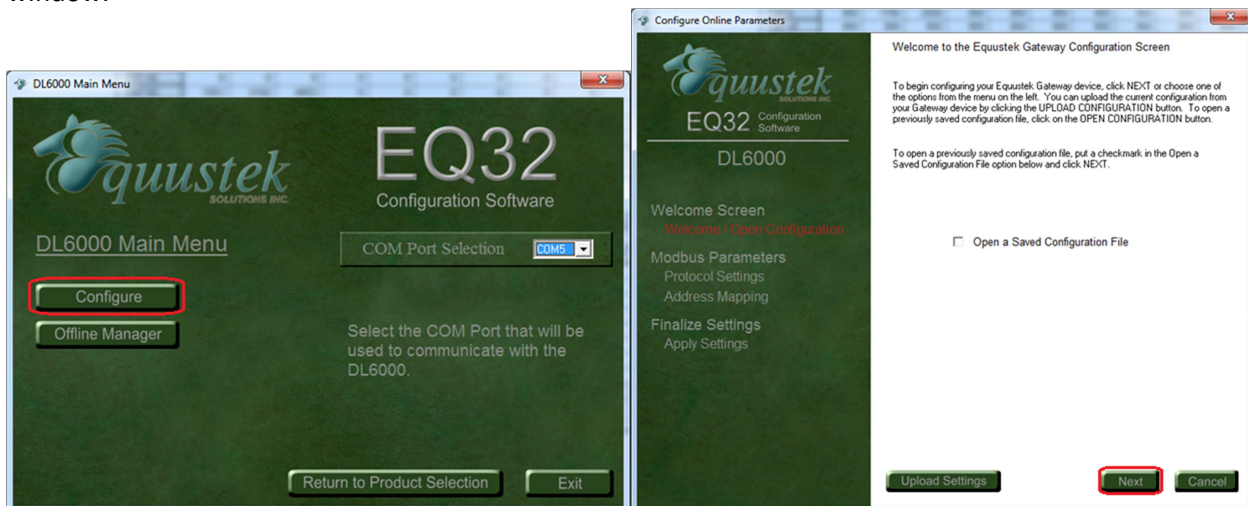 window.
DL6000 Main Menu
Equustek
SOLUTIONS INC.
EQ32
Configuration Software
DL6000 Main Menu
COM Port Selection COM5
Configure
Offline Manager
Select the COM Port that will be
used to communicate with the
DL6000.
Return to Product Selection
Exit
Configure Online Parameters
Equustek
SOLUTIONS INC.
EQ32 Configuration
Software
DL6000
Welcome Screen
Welcome / Open Configuration
Modbus Parameters
Protocol Settings
Address Mapping
Finalize Settings
Apply Settings
Welcome to the Equustek Gateway Configuration Screen
To begin configuring your Equustek Gateway device, click NEXT or choose one of
the options from the menu on the left. You can upload the current configuration from
your Gateway device by clicking the UPLOAD CONFIGURATION button. To open a
previously saved configuration file, click on the OPEN CONFIGURATION button.
To open a previously saved configuration file, put a checkmark in the Open a
Saved Configuration File option below and click NEXT.
Open a Saved Configuration File
Upload Settings
Next
Cancel